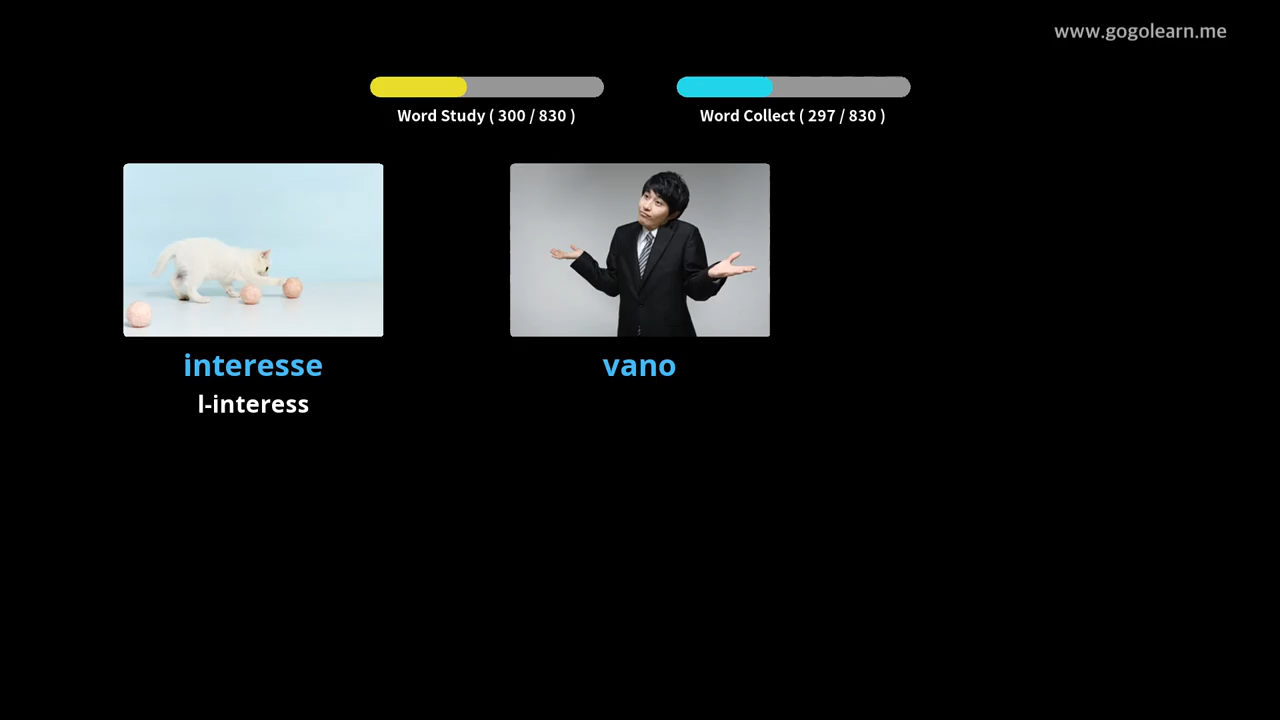 www.gogolearn.me
Word Study ( 300 / 830 )
Word Collect ( 297 / 830 )
interesse
vano
l-interess